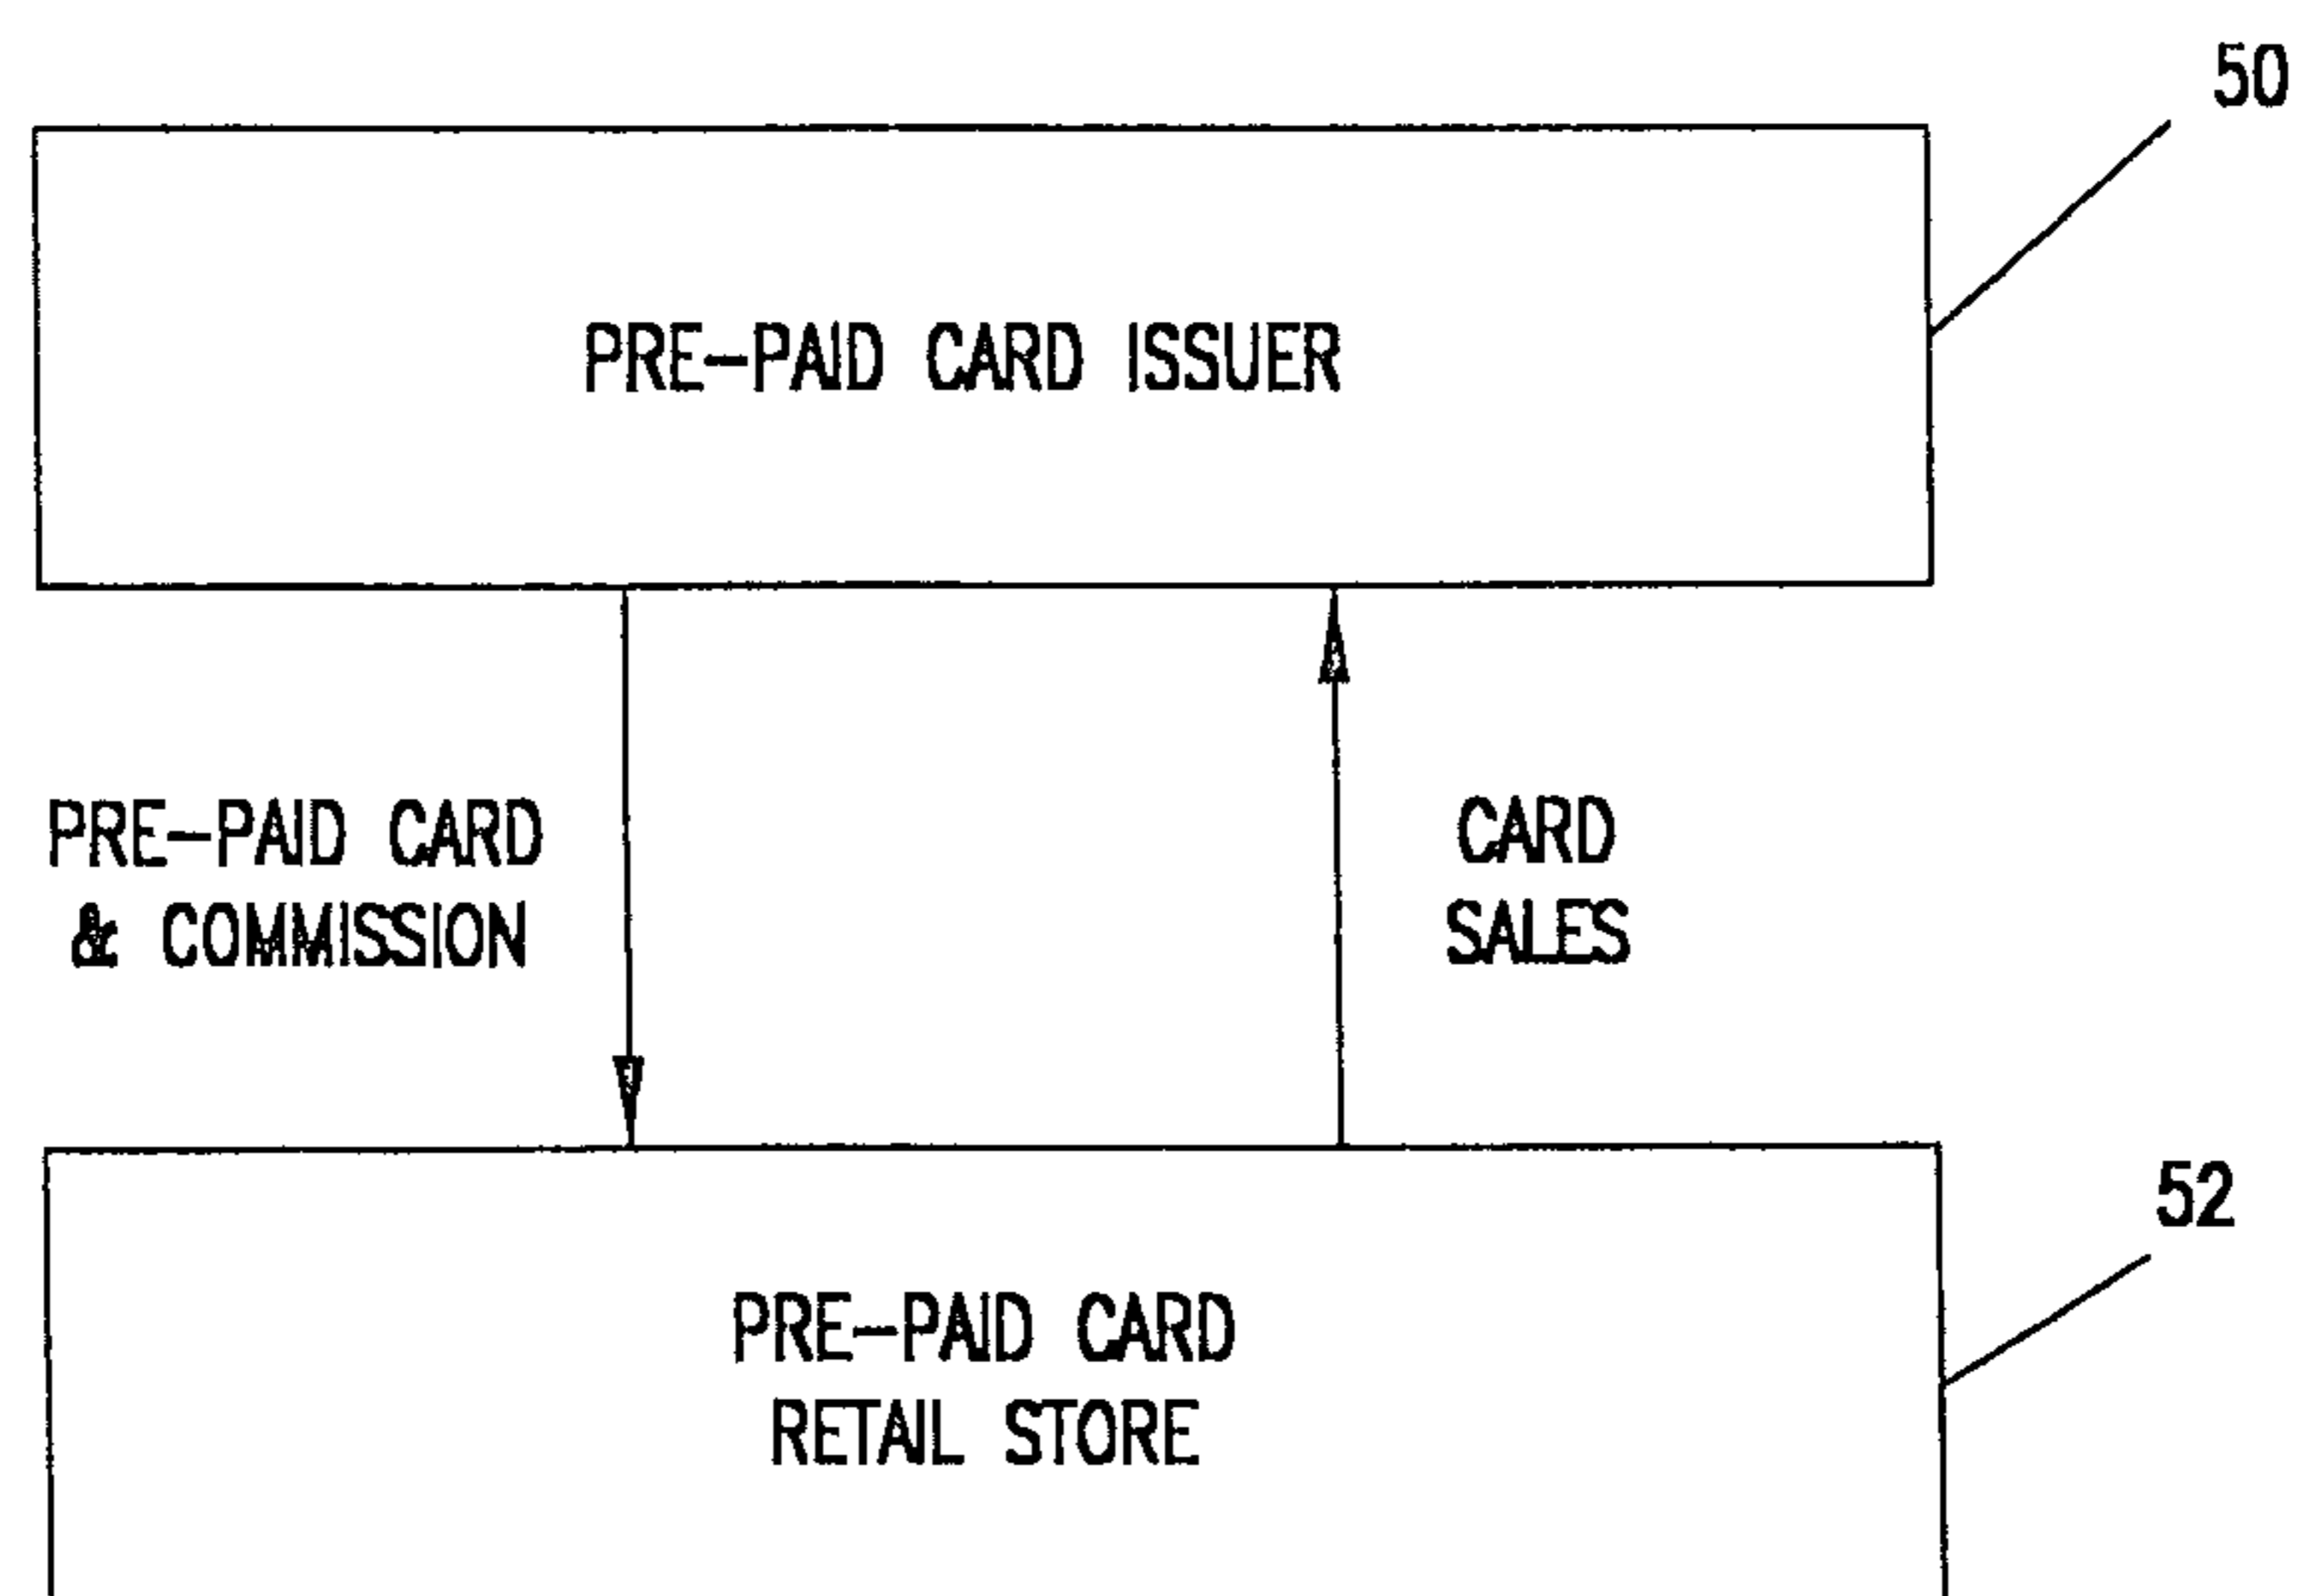 50
PRE-PAID CARD ISSUER
PRE-PAID CARD
& COMMISSION
CARD
SALES
52
PRE-PAID CARD
RETAIL STORE